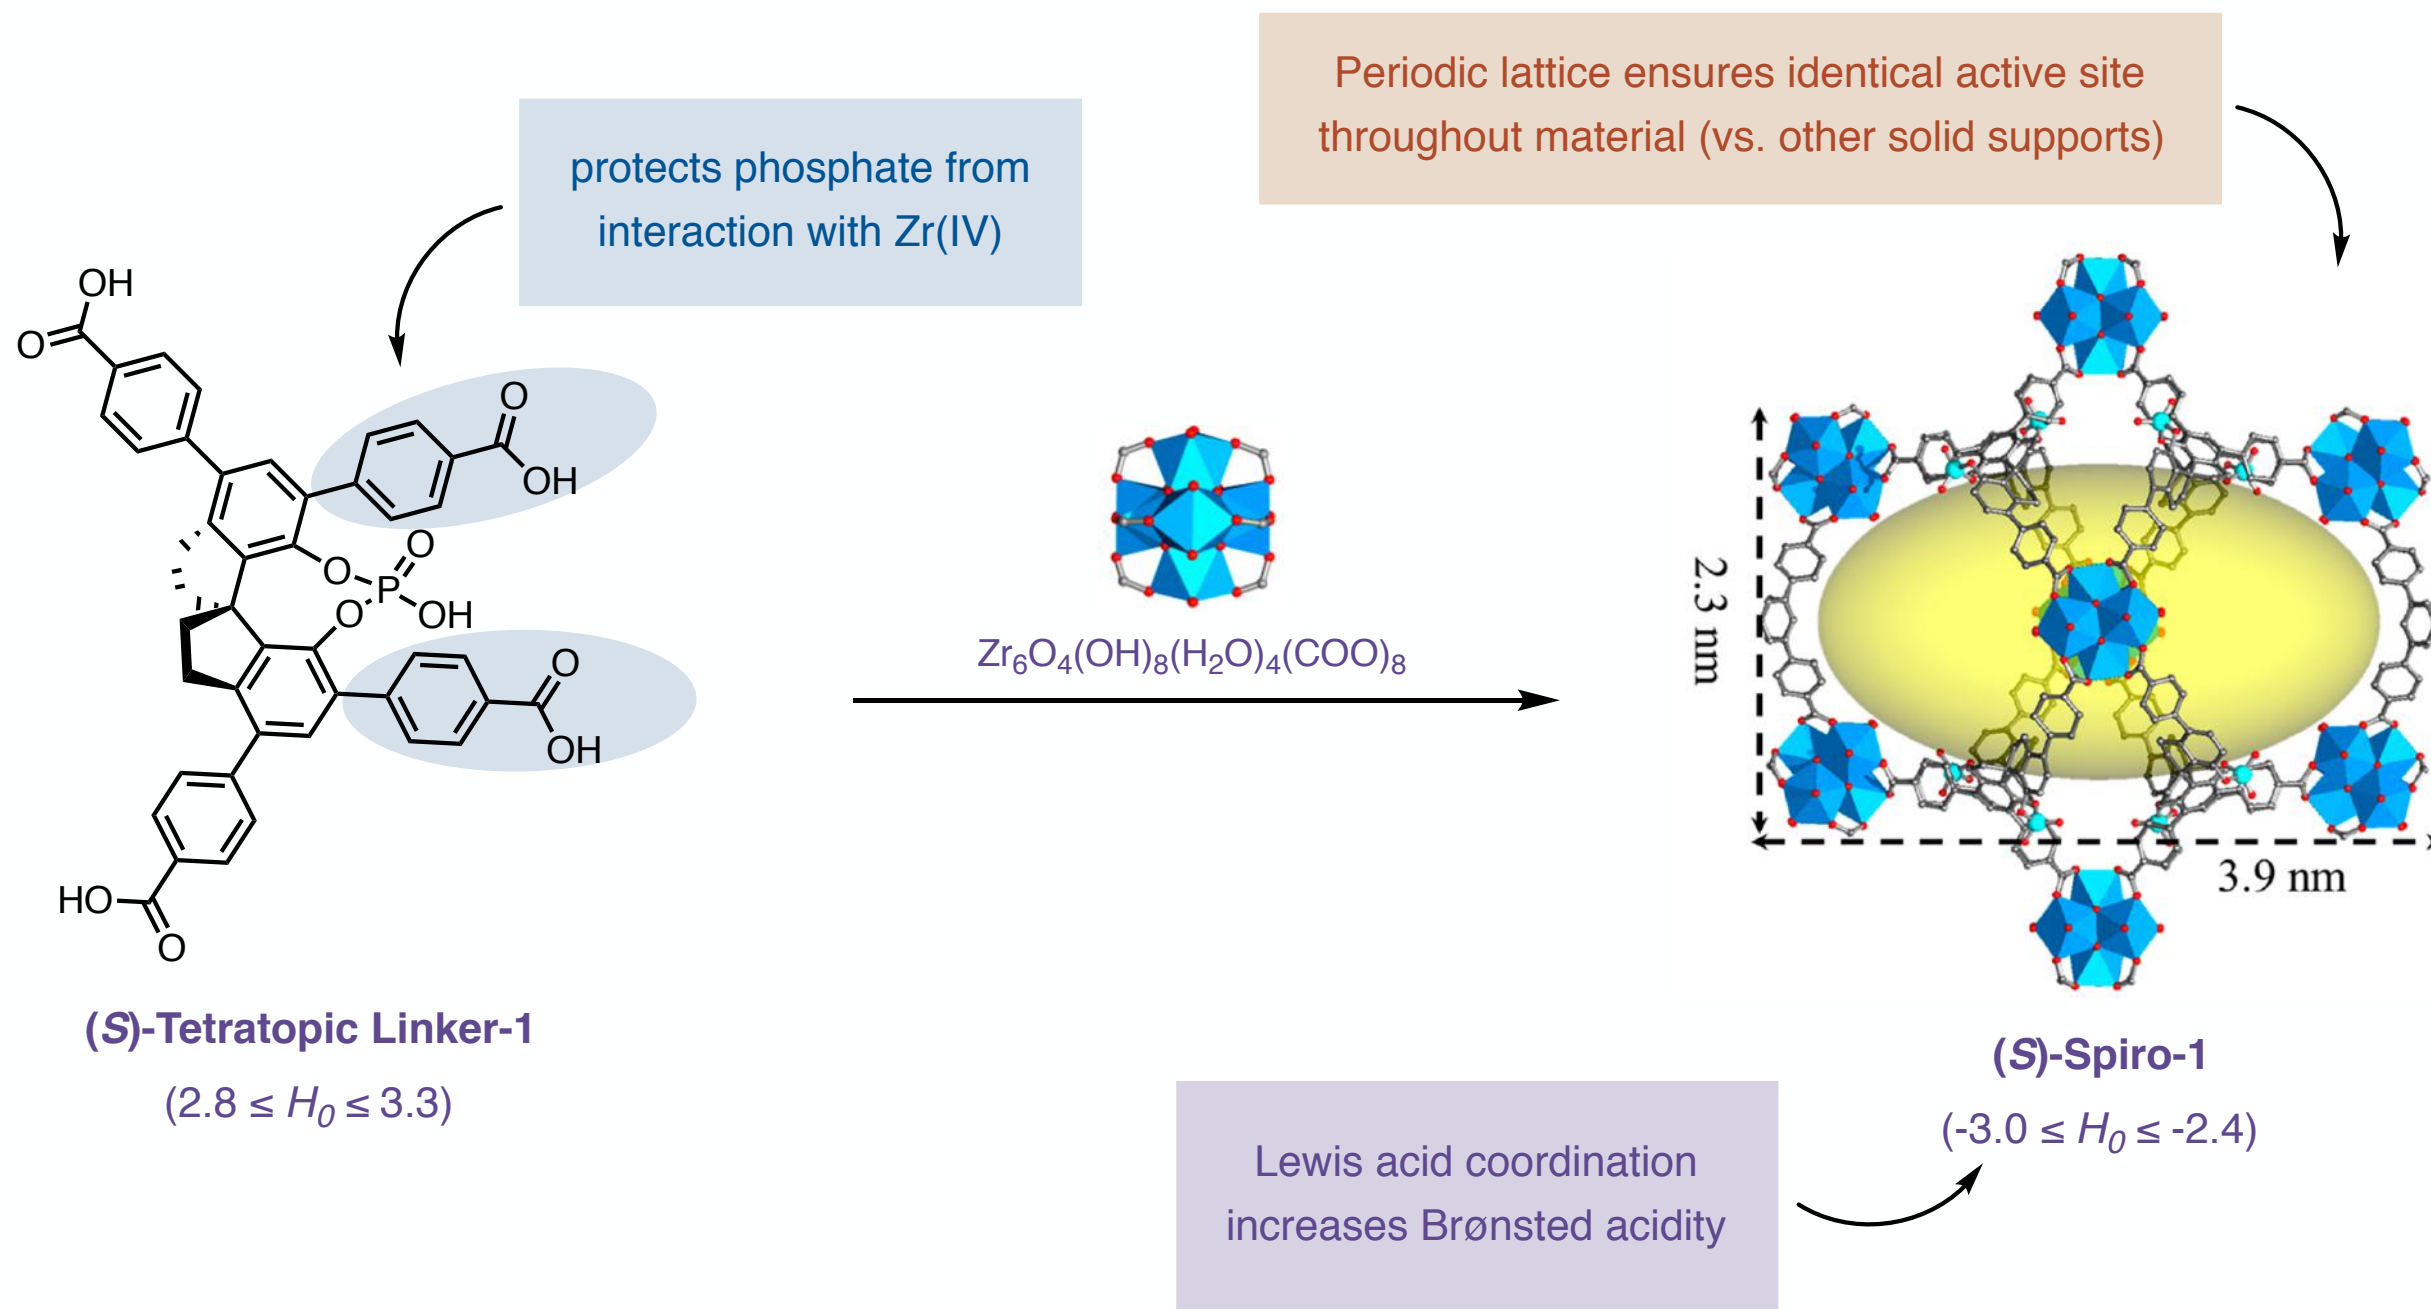 Periodic lattice ensures identical active site
throughout material (vs. other solid supports)
protects phosphate from
interaction with Zr(IV)
OH
O
O
OH
O
O
P
O
OH
O
OH
HO
O
Zr₆O₄(OH)₈(H₂O)₄(COO)₈
2.3 nm
3.9 nm
(S)-Tetratopic Linker-1
(2.8 ≤ H₀ ≤ 3.3)
(S)-Spiro-1
(-3.0 ≤ H₀ ≤ -2.4)
Lewis acid coordination
increases Brønsted acidity